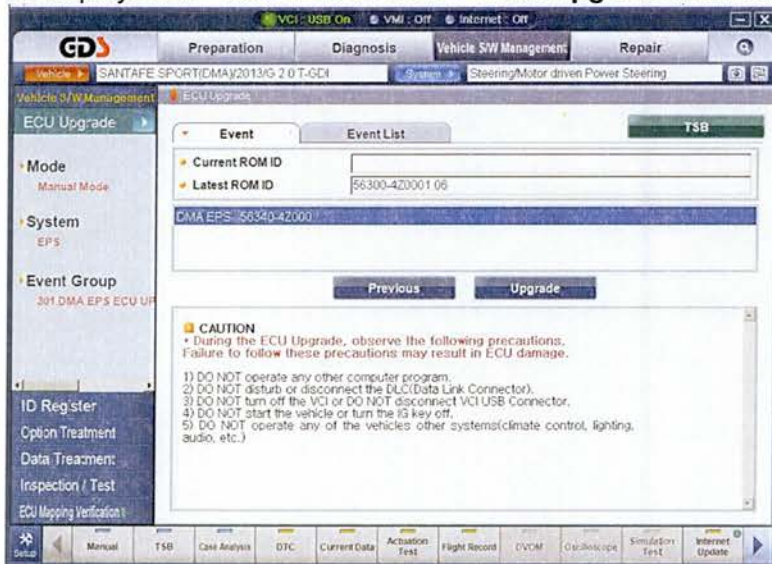 VCI : USB On VMI : Off Internet : Off
GDS Preparation Diagnosis Vehicle S/W Management Repair
Vehicle SANTAFE SPORT(DMA)/2013/G 2.0 T-GDI System Steering/Motor driven Power Steering
Vehicle S/W Management ECU Upgrade
ECU Upgrade
Event Event List TSB
Current ROM ID
Latest ROM ID 56300-4Z0001 06
Mode
Manual Mode
DMA EPS 56340-4Z000
System
EPS
Event Group
301.DMA EPS ECU UP
Previous Upgrade
CAUTION
• During the ECU Upgrade, observe the following precautions.
Failure to follow these precautions may result in ECU damage.
1) DO NOT operate any other computer program.
2) DO NOT disturb or disconnect the DLC(Data Link Connector).
3) DO NOT turn off the VCI or DO NOT disconnect VCI USB Connector.
4) DO NOT start the vehicle or turn the IG key off.
5) DO NOT operate any of the vehicles other systems(climate control, lighting,
audio, etc.)
ID Register
Option Treatment
Data Treatment
Inspection / Test
ECU Mapping Verification
Setup Manual TSB Case Analysis DTC Current Data Actuation Test Flight Record DVOM Oscilloscope Simulation Test Internet Update